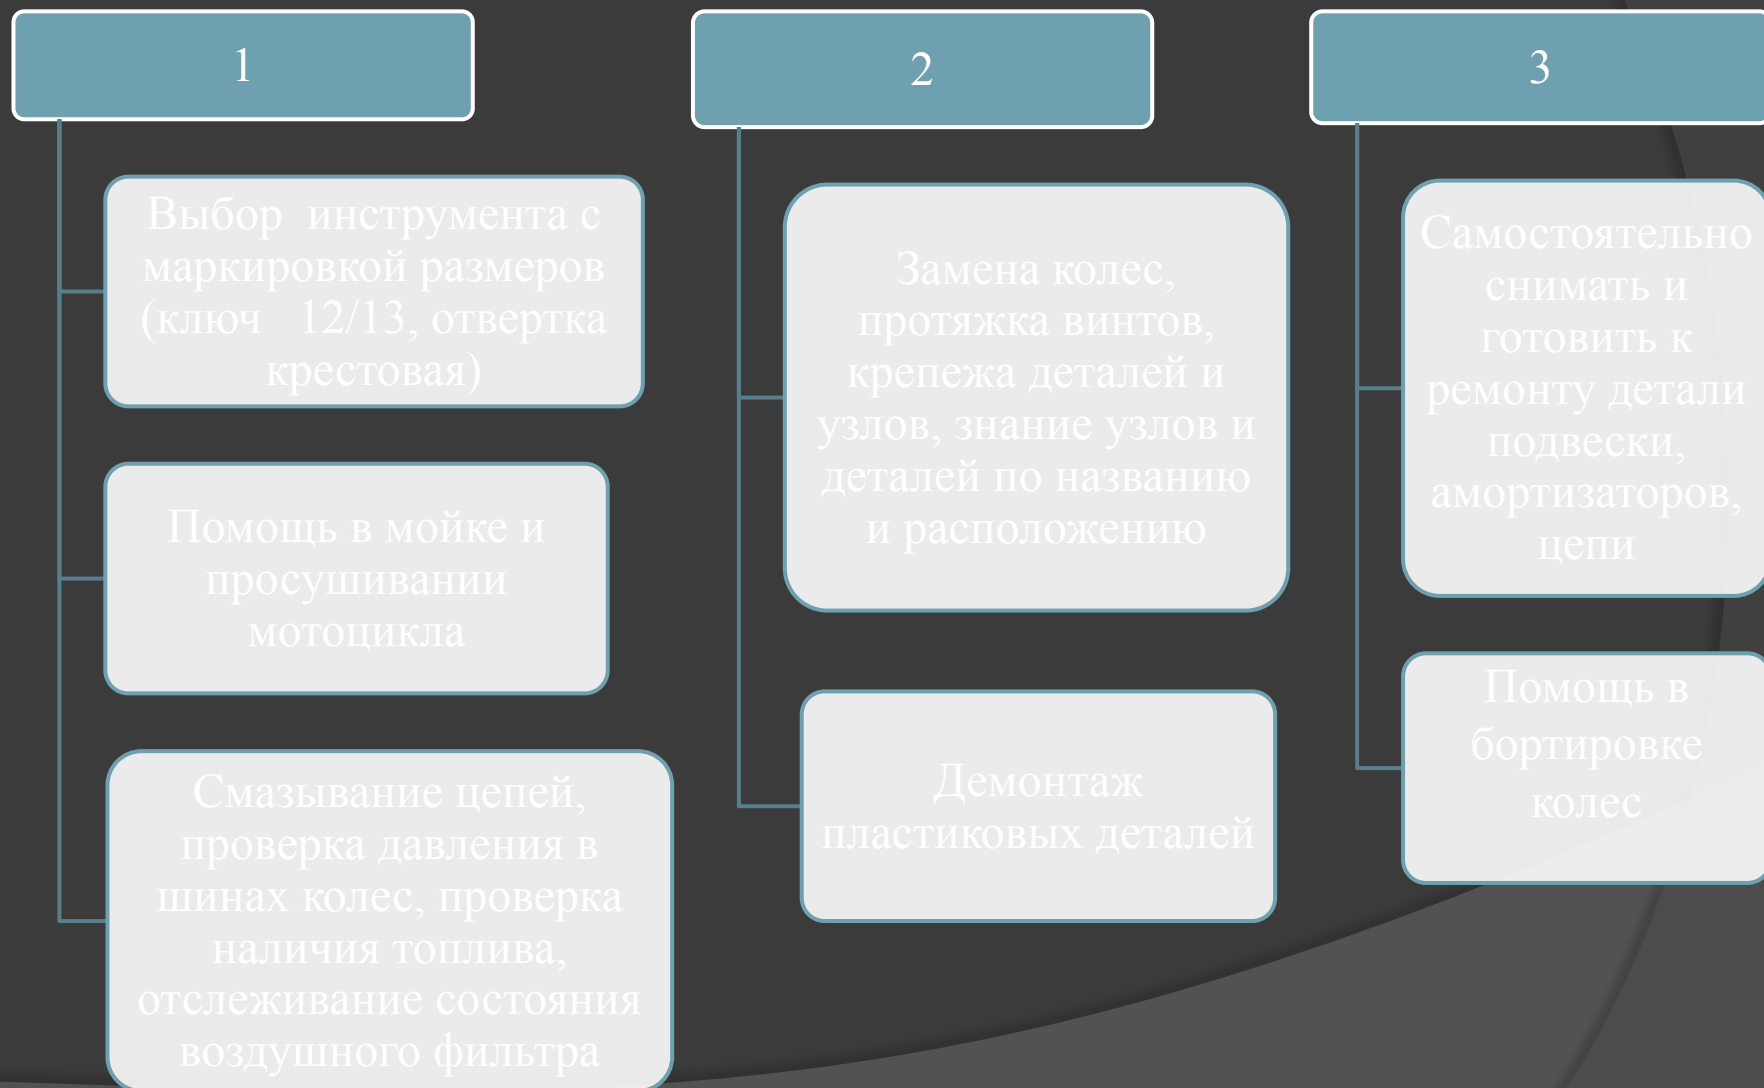 1
Выбор  инструмента с
маркировкой размеров
(ключ   12/13, отвертка
крестовая)
Помощь в мойке и
просушивании
мотоцикла
Смазывание цепей,
проверка давления в
шинах колес, проверка
наличия топлива,
отслеживание состояния
воздушного фильтра
2
Замена колес,
протяжка винтов,
крепежа деталей и
узлов, знание узлов и
деталей по названию
и расположению
Демонтаж
пластиковых деталей
3
Самостоятельно
снимать и
готовить к
ремонту детали
подвески,
амортизаторов,
цепи
Помощь в
бортировке
колес